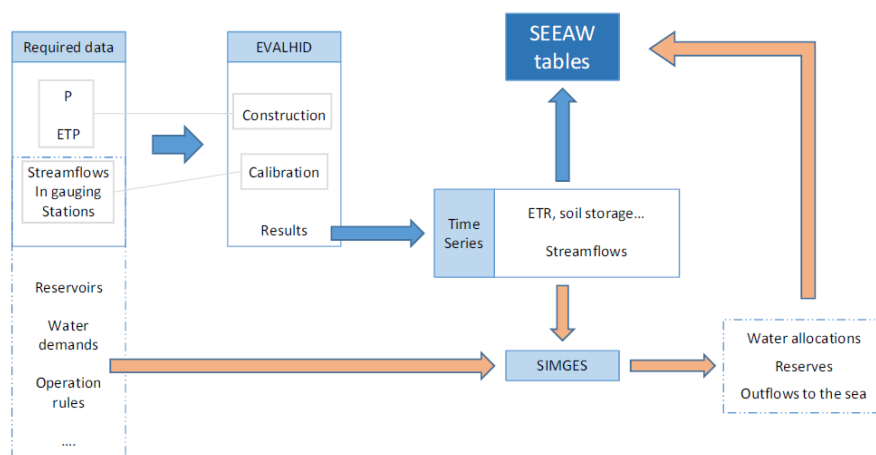 Required data
P
ETP
Streamflows
In gauging
Stations
Reservoirs
Water
demands
Operation
rules
....
EVALHID
Construction
Calibration
Results
Time
Series
ETR, soil storage...
Streamflows
SEEAW
tables
SIMGES
Water allocations
Reserves
Outflows to the sea